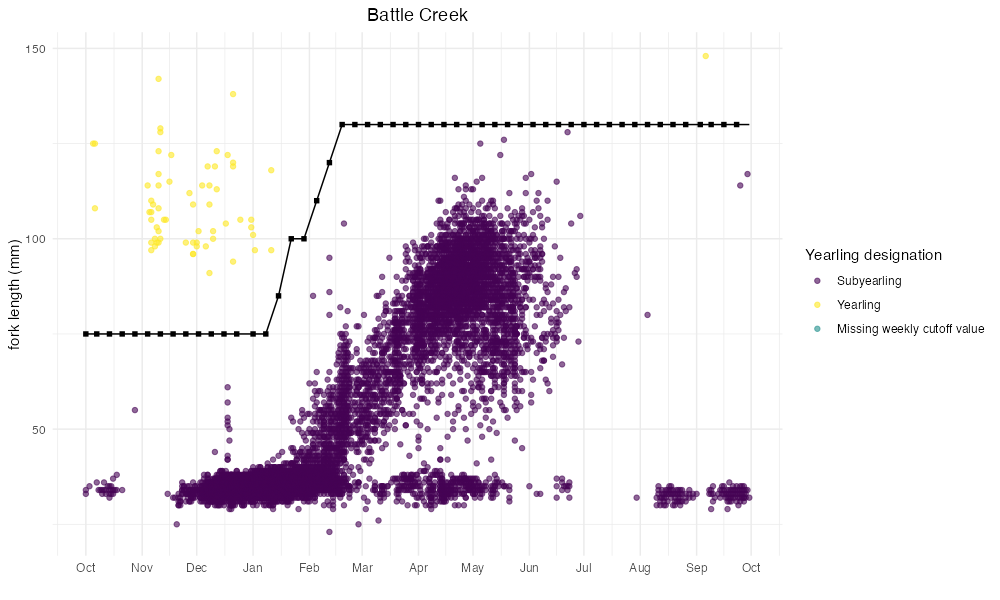 Battle Creek
150
100
50
fork length (mm)
Oct Nov Dec Jan Feb Mar Apr May Jun Jul Aug Sep Oct
Yearling designation
Subyearling
Yearling
Missing weekly cutoff value